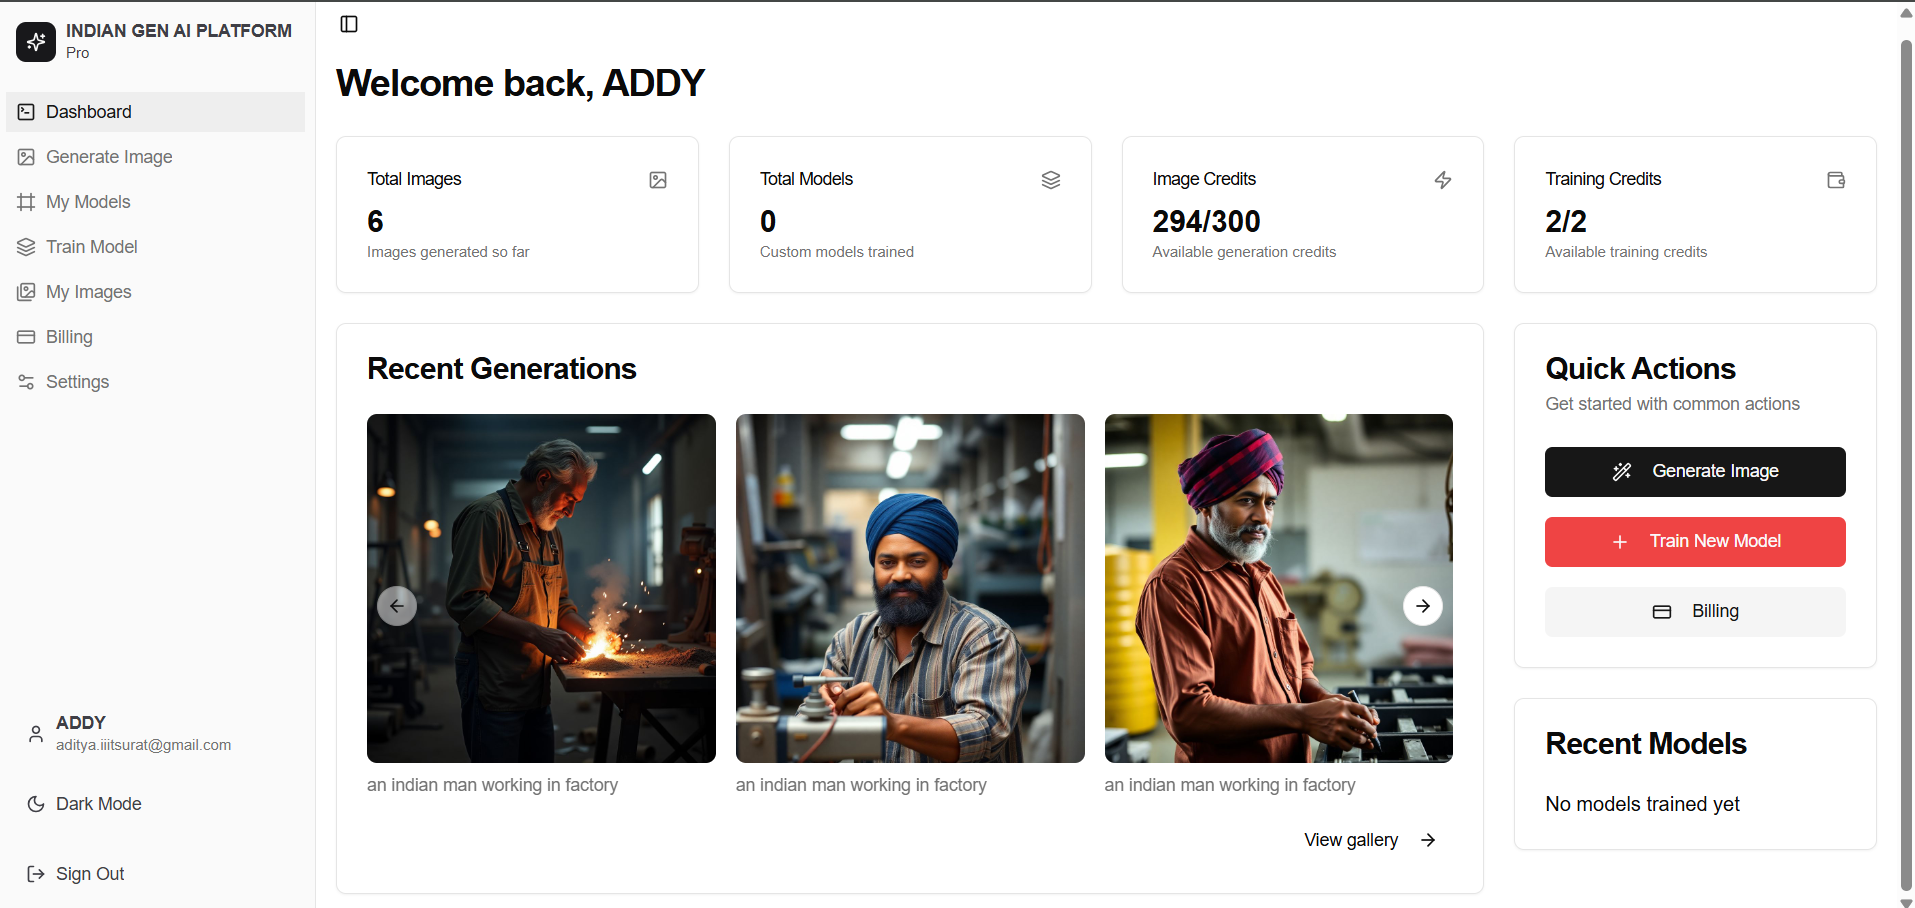 INDIAN GEN AI PLATFORM
Pro
Dashboard
Generate Image
My Models
Train Model
My Images
Billing
Settings
ADDY
aditya.iiitsurat@gmail.com
Dark Mode
Sign Out
Welcome back, ADDY
Total Images
6
Images generated so far
Total Models
0
Custom models trained
Image Credits
294/300
Available generation credits
Training Credits
2/2
Available training credits
Recent Generations
an indian man working in factory
an indian man working in factory
an indian man working in factory
View gallery
Quick Actions
Get started with common actions
Generate Image
Train New Model
Billing
Recent Models
No models trained yet